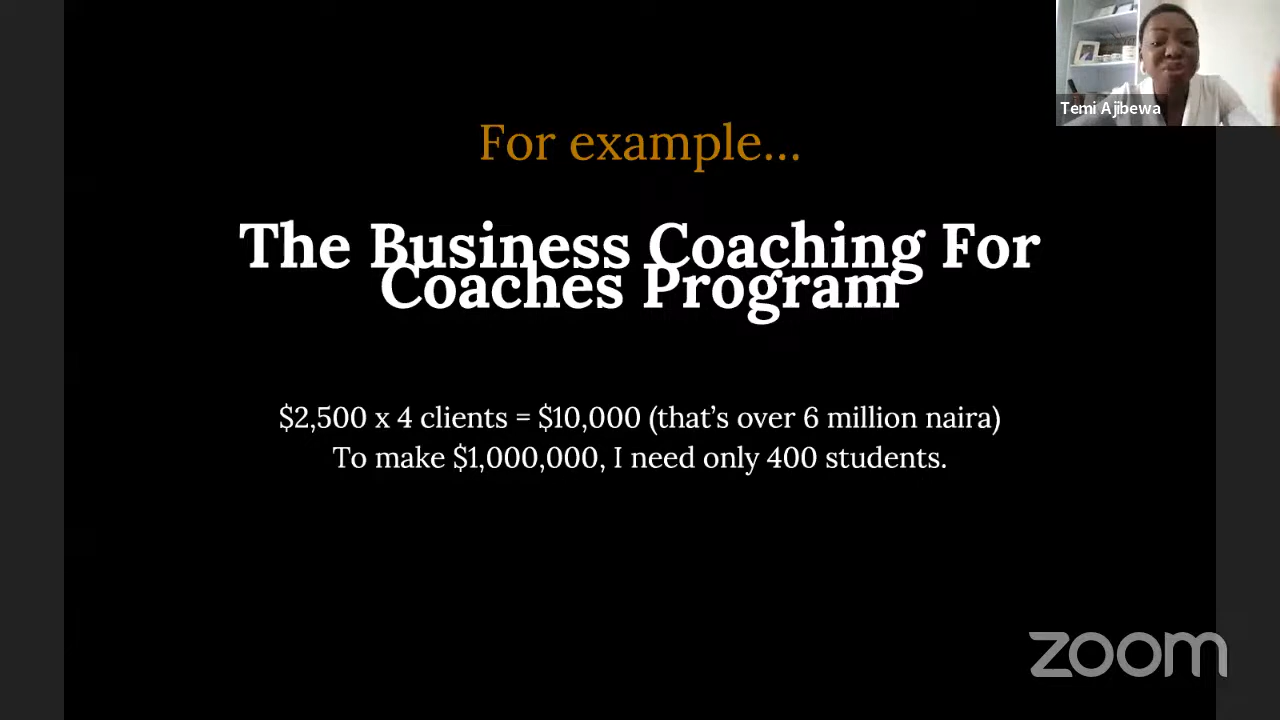 Temi Ajibewa
For example...
The Business Coaching For
Coaches Program
$2,500 x 4 clients = $10,000 (that’s over 6 million naira)
To make $1,000,000, I need only 400 students.
zoom